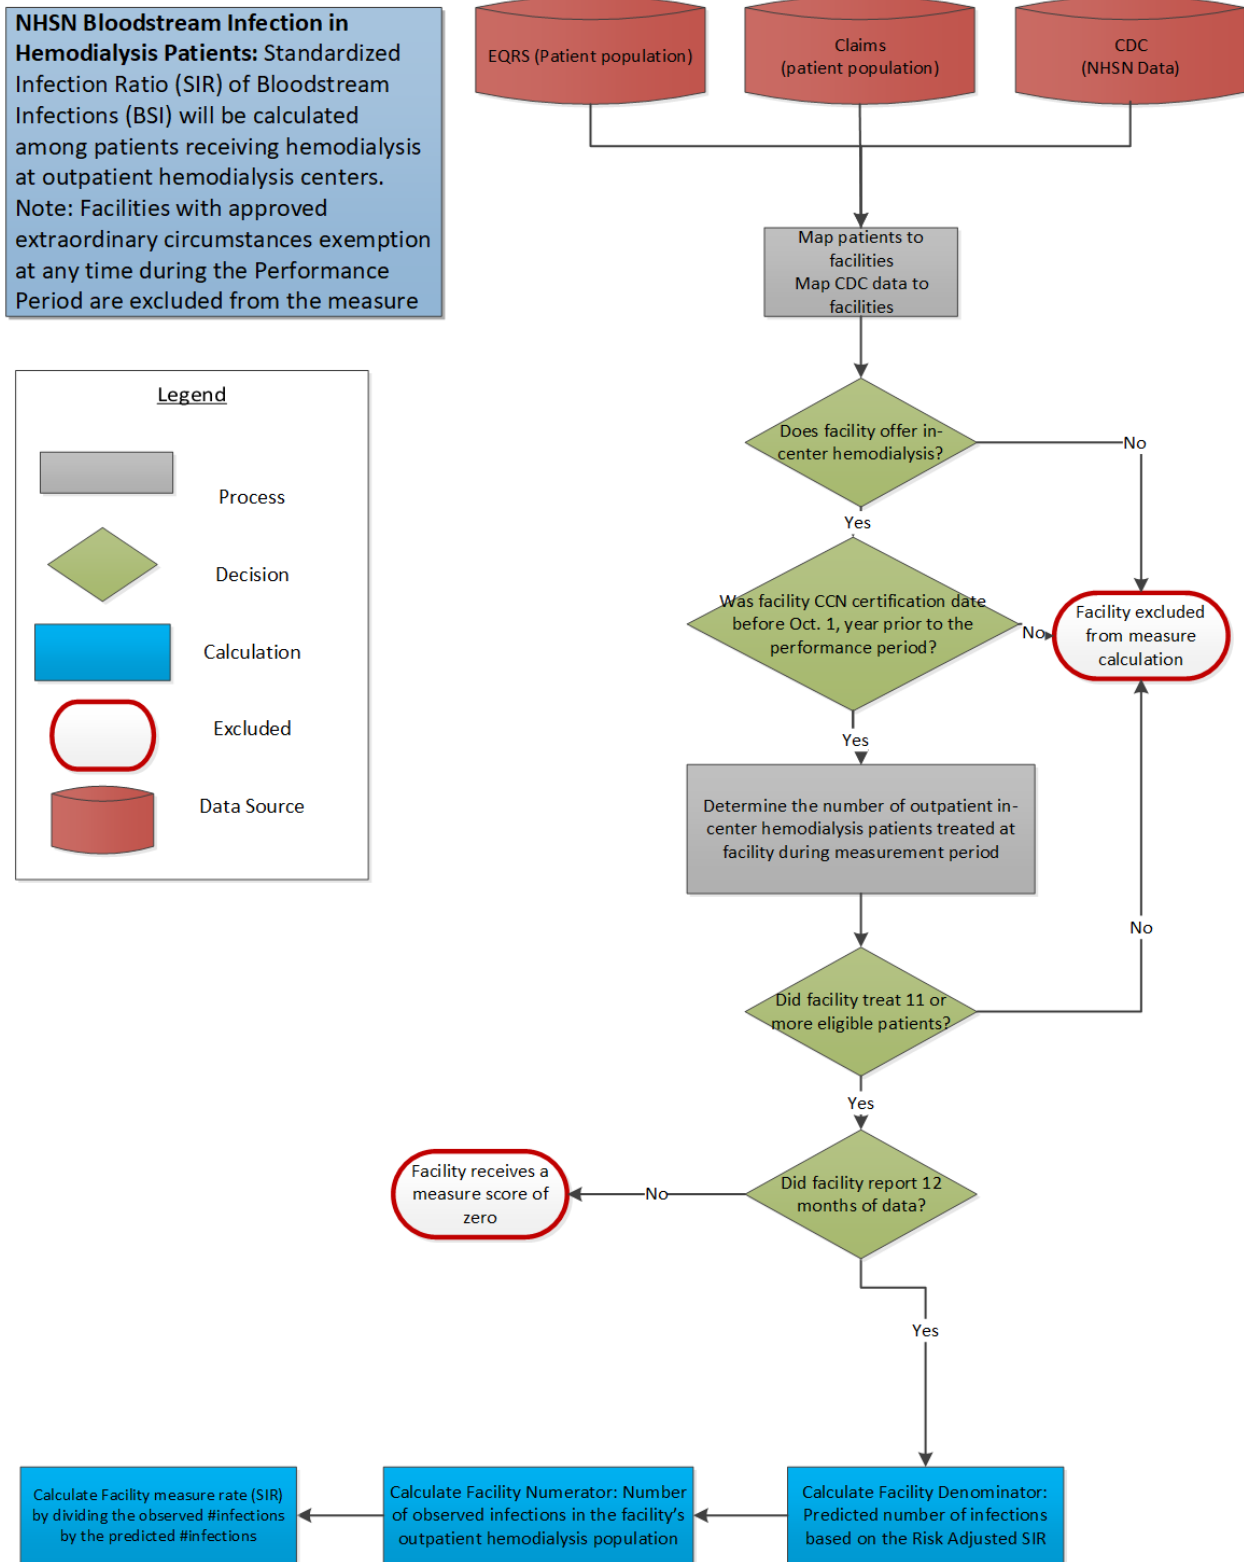 NHSN Bloodstream Infection in
Hemodialysis Patients: Standardized
Infection Ratio (SIR) of Bloodstream
Infections (BSI) will be calculated
among patients receiving hemodialysis
at outpatient hemodialysis centers.
Note: Facilities with approved
extraordinary circumstances exemption
at any time during the Performance
Period are excluded from the measure
EQRS (Patient population)
Claims
(patient population)
CDC
(NHSN Data)
Map patients to
facilities
Map CDC data to
facilities
Legend
Process
Decision
Calculation
Excluded
Data Source
Does facility offer in-
center hemodialysis?
No
Yes
Was facility CCN certification date
before Oct. 1, year prior to the
performance period?
No
Facility excluded
from measure
calculation
Yes
Determine the number of outpatient in-
center hemodialysis patients treated at
facility during measurement period
No
Did facility treat 11 or
more eligible patients?
Yes
Did facility report 12
months of data?
No
Facility receives a
measure score of
zero
Yes
Calculate Facility measure rate (SIR)
by dividing the observed #infections
by the predicted #infections
Calculate Facility Numerator: Number
of observed infections in the facility's
outpatient hemodialysis population
Calculate Facility Denominator:
Predicted number of infections
based on the Risk Adjusted SIR